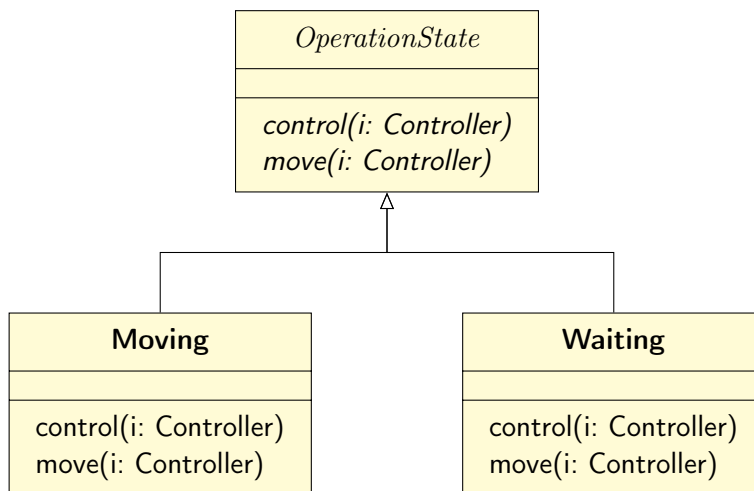 OperationState
control(i: Controller)
move(i: Controller)
Moving
control(i: Controller)
move(i: Controller)
Waiting
control(i: Controller)
move(i: Controller)